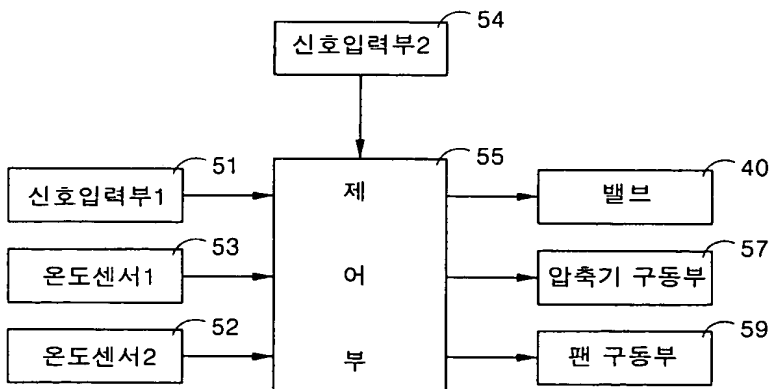 신호입력부2
54
신호입력부1
51
온도센서1
53
온도센서2
52
제
어
부
55
밸브
40
압축기 구동부
57
팬 구동부
59